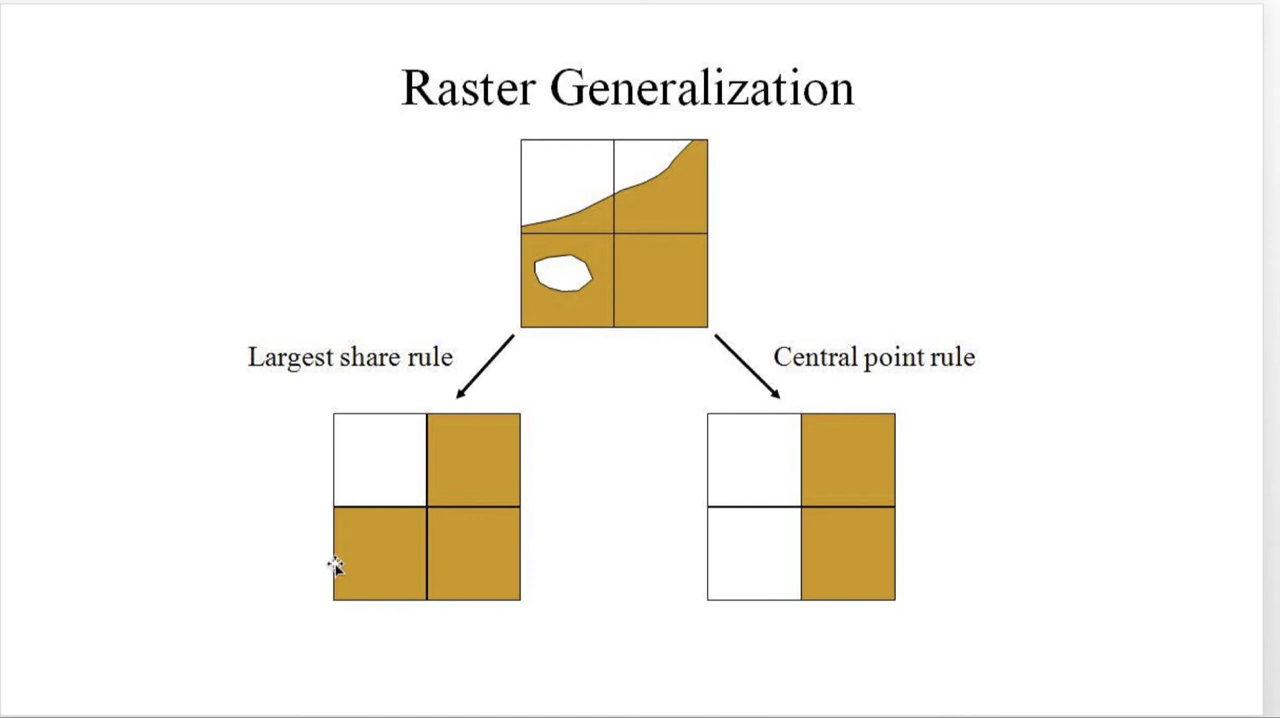 Raster Generalization
Largest share rule
Central point rule